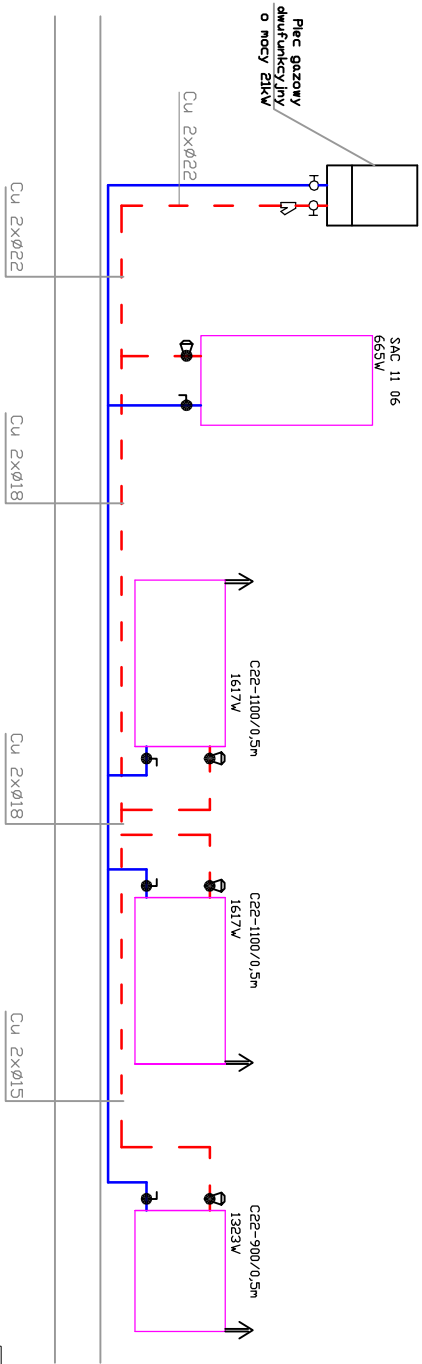 Piec gazowy
dwufunkcyjny
o mocy 21kW
Cu 2xØ22
Cu 2xØ22
SAC 11 06
665W
Cu 2xØ18
C22-1100/0,5m
1617W
Cu 2xØ18
C22-1100/0,5m
1617W
Cu 2xØ15
C22-900/0,5m
1323W